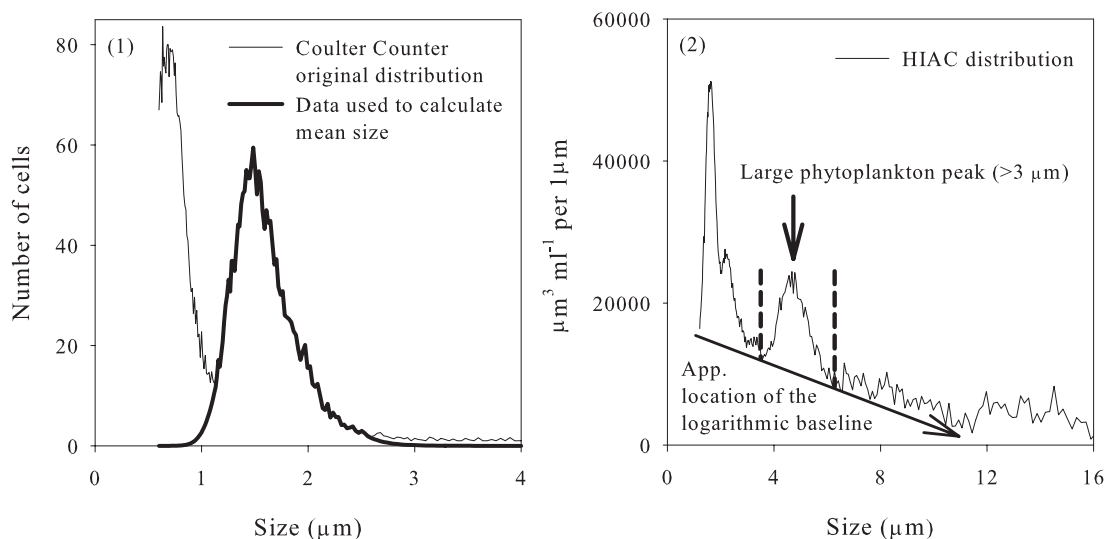 (1)
Coulter Counter
original distribution
Data used to calculate
mean size
Number of cells
80
60
40
20
0
0 1 2 3 4
Size (μm)
(2)
HIAC distribution
Large phytoplankton peak (>3 μm)
App.
location of the
logarithmic baseline
μm³ ml⁻¹ per 1μm
60000
40000
20000
0
0 4 8 12 16
Size (μm)